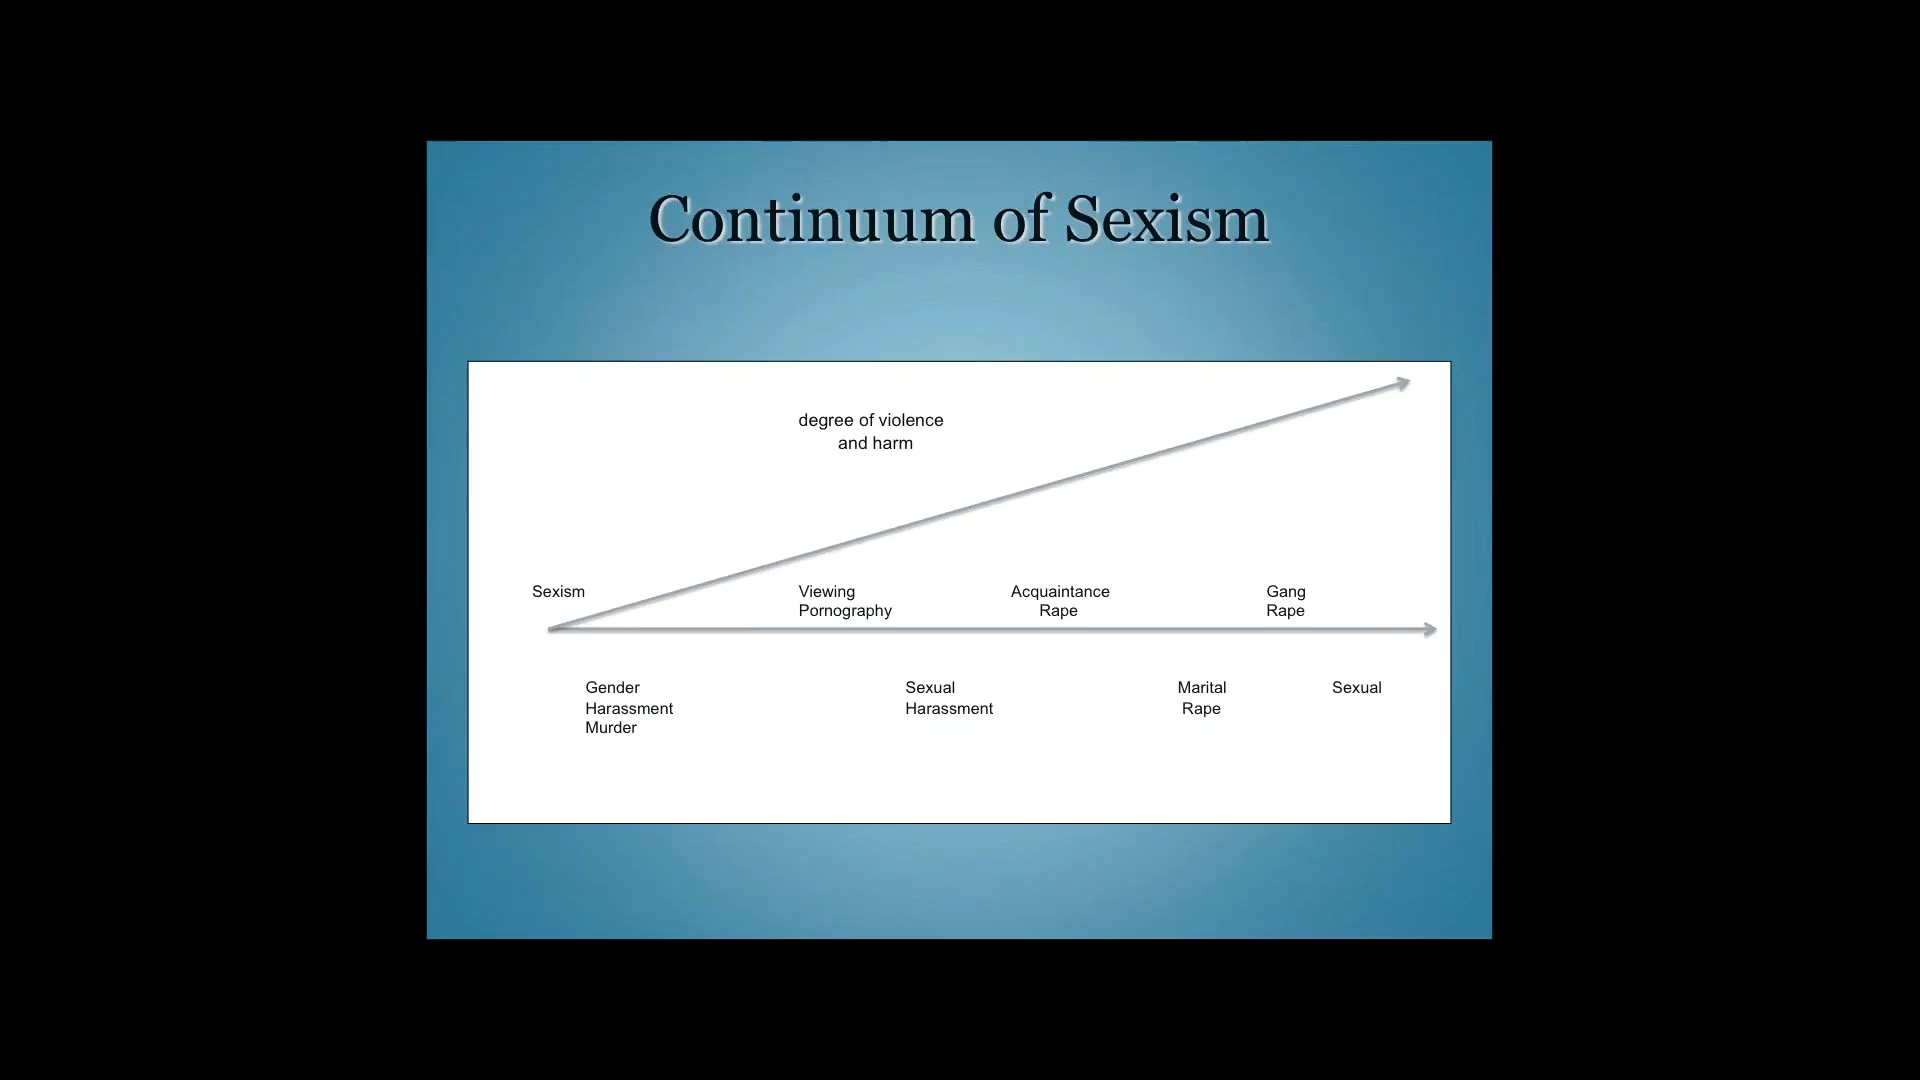 Continuum of Sexism
degree of violence
and harm
Sexism
Viewing
Pornography
Acquaintance
Rape
Gang
Rape
Gender
Harassment
Murder
Sexual
Harassment
Marital
Rape
Sexual